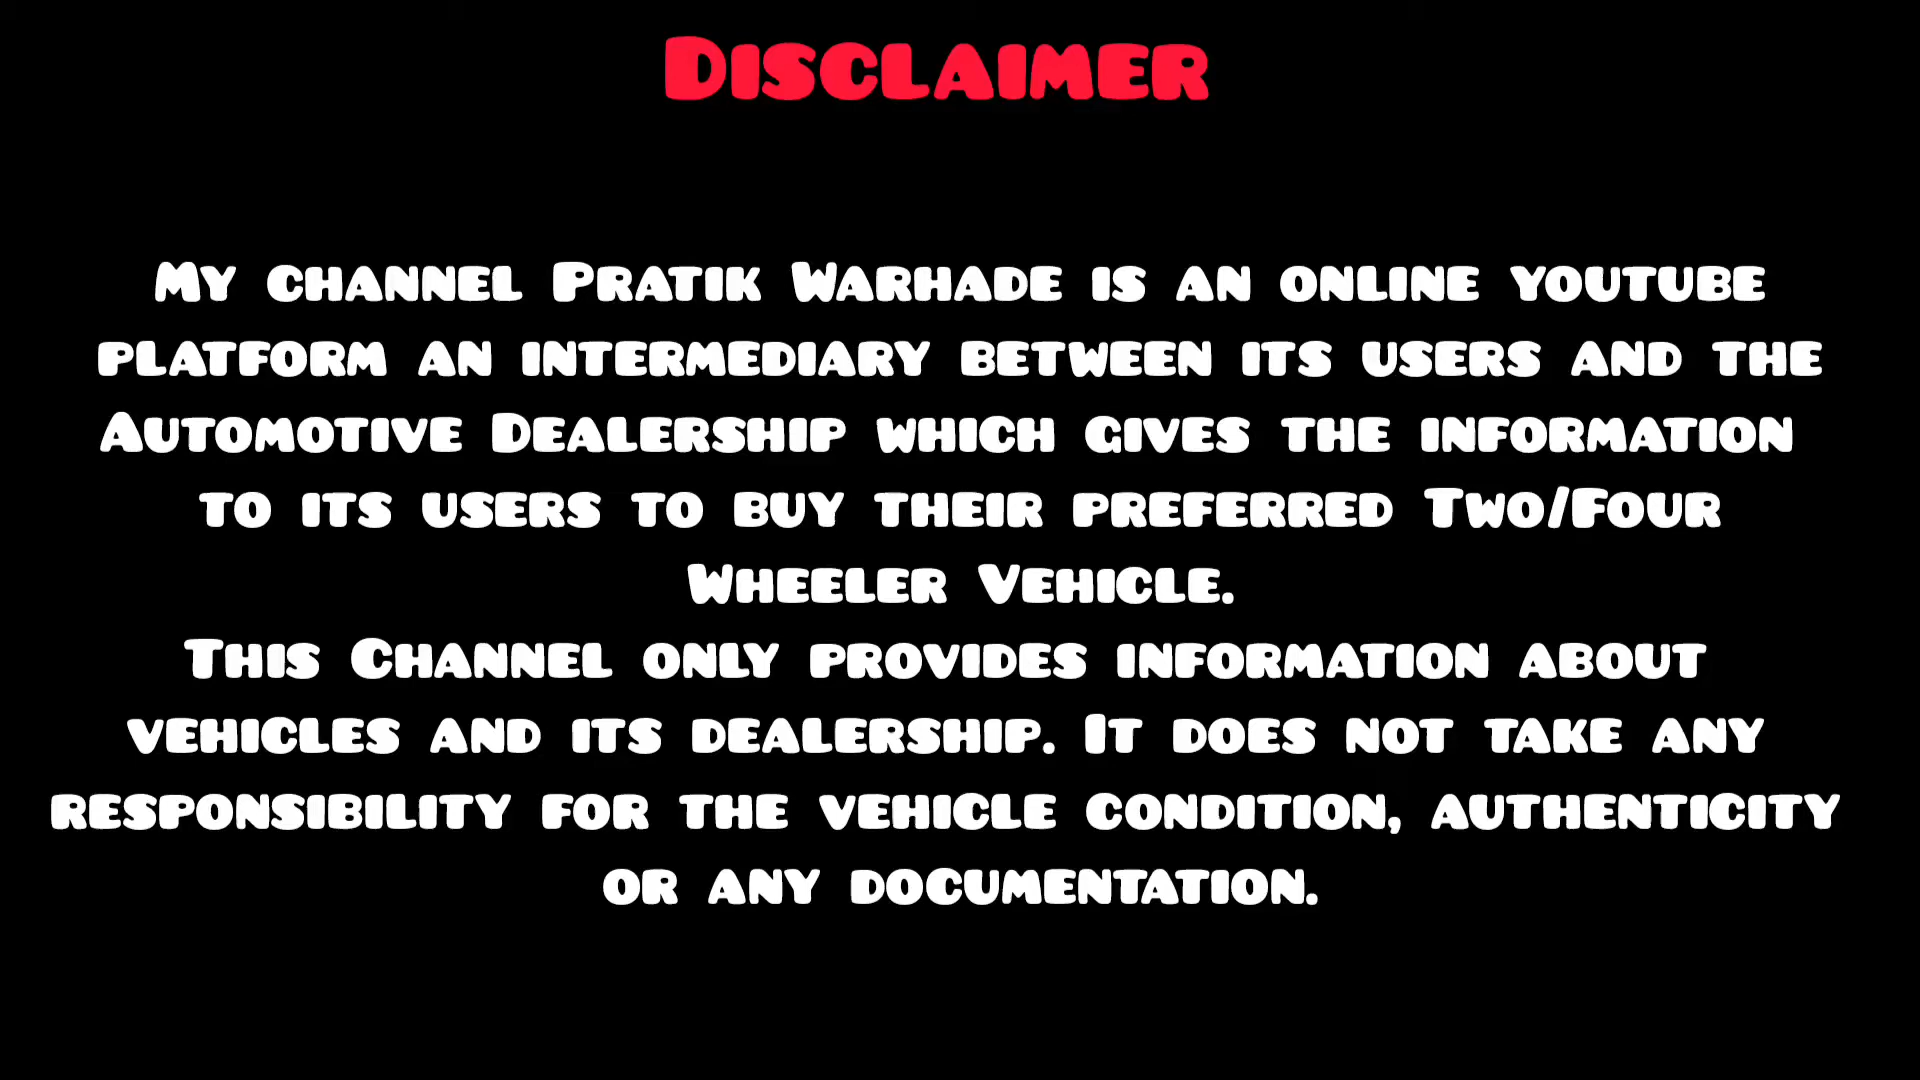 Disclaimer
My channel Pratik Warhade is an online youtube
platform an intermediary between its users and the
Automotive Dealership which gives the information
to its users to buy their preferred Two/Four
Wheeler Vehicle.
This Channel only provides information about
vehicles and its dealership. It does not take any
responsibility for the vehicle condition, authenticity
or any documentation.